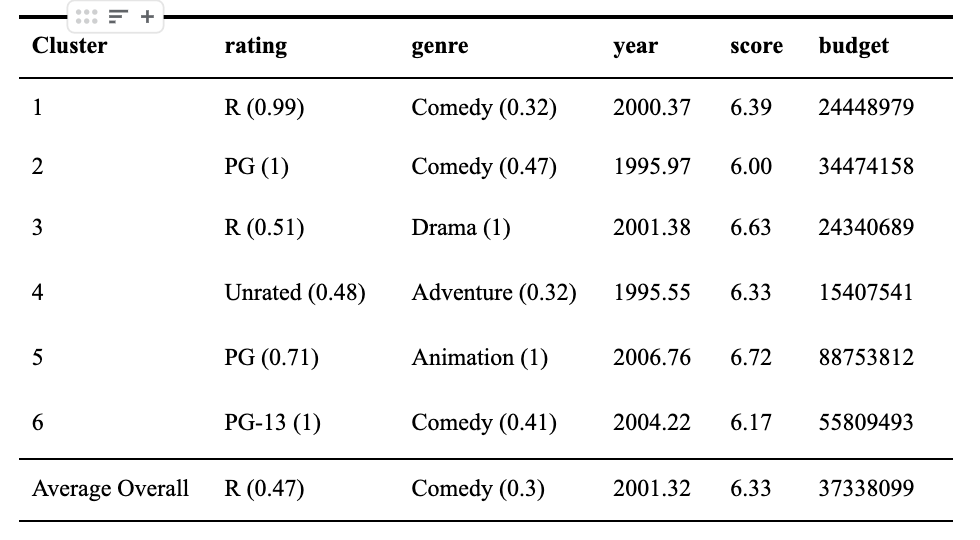 Cluster rating genre year score budget
1 R (0.99) Comedy (0.32) 2000.37 6.39 24448979
2 PG (1) Comedy (0.47) 1995.97 6.00 34474158
3 R (0.51) Drama (1) 2001.38 6.63 24340689
4 Unrated (0.48) Adventure (0.32) 1995.55 6.33 15407541
5 PG (0.71) Animation (1) 2006.76 6.72 88753812
6 PG-13 (1) Comedy (0.41) 2004.22 6.17 55809493
Average Overall R (0.47) Comedy (0.3) 2001.32 6.33 37338099